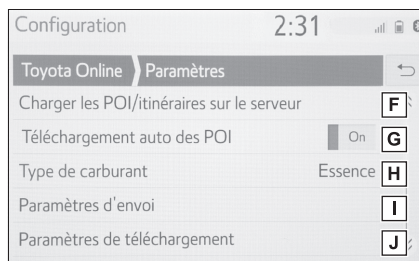 Configuration 2:31
Toyota Online Paramètres
Charger les POI/itinéraires sur le serveur F
Téléchargement auto des POI On G
Type de carburant Essence H
Paramètres d'envoi I
Paramètres de téléchargement J